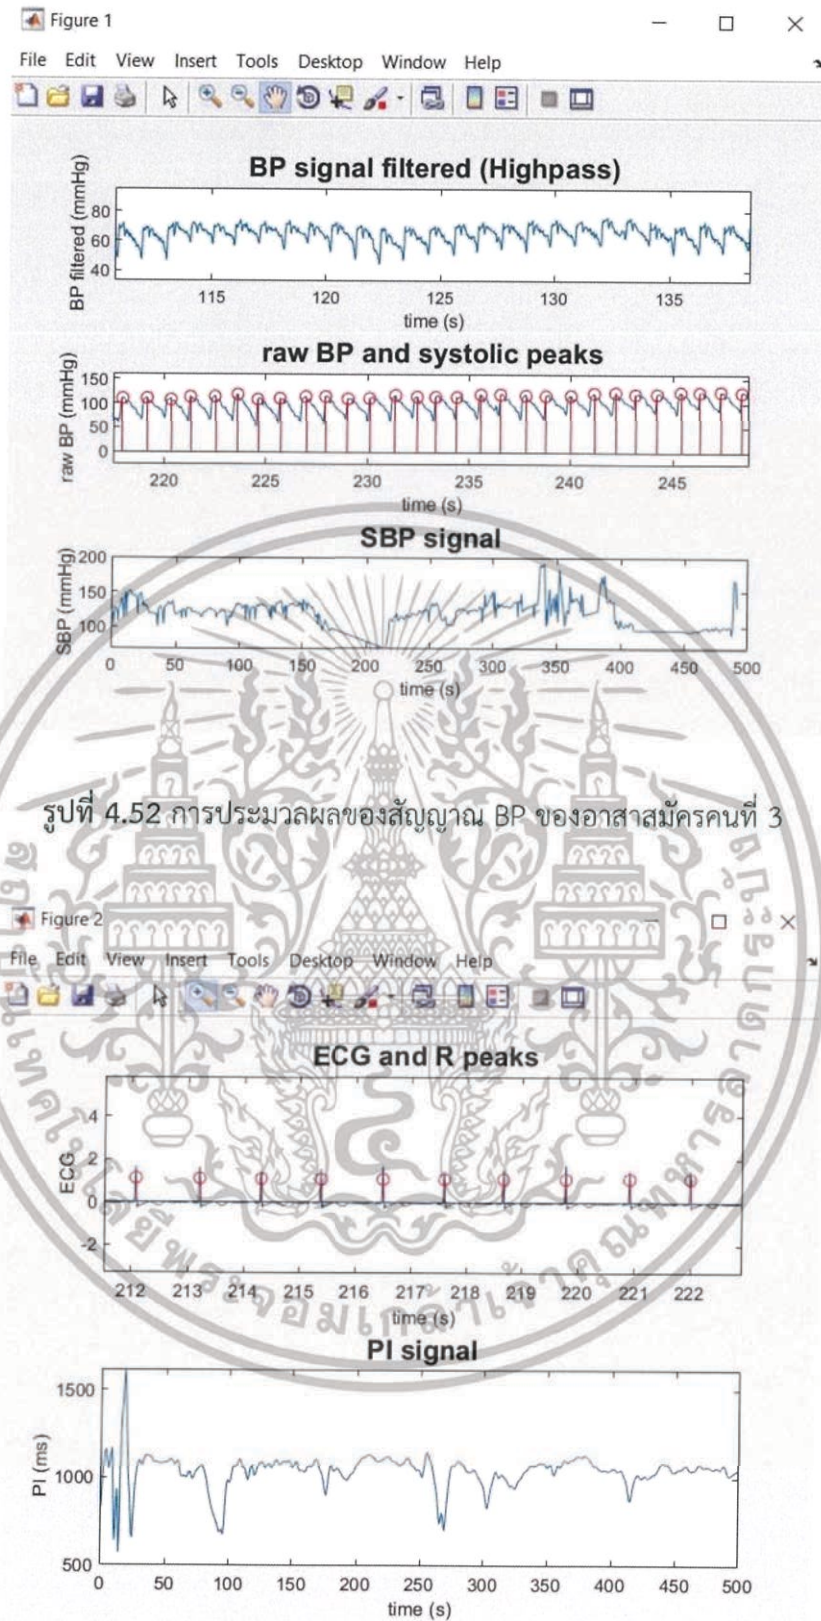 Figure 1
File Edit View Insert Tools Desktop Window Help
BP signal filtered (Highpass)
BP filtered (mmHg)
80
60
40
115 120 125 130 135
time (s)
raw BP and systolic peaks
raw BP (mmHg)
150
100
50
0
220 225 230 235 240 245
time (s)
SBP signal
SBP (mmHg)
200
150
100
0 50 100 150 200 250 300 350 400 450 500
time (s)
รูปที่ 4.52 การประมวลผลของสัญญาณ BP ของอาสาสมัครคนที่ 3
Figure 2
File Edit View Insert Tools Desktop Window Help
ECG and R peaks
ECG
4
2
0
-2
212 213 214 215 216 217 218 219 220 221 222
time (s)
PI signal
PI (ms)
1500
1000
500
0 50 100 150 200 250 300 350 400 450 500
time (s)